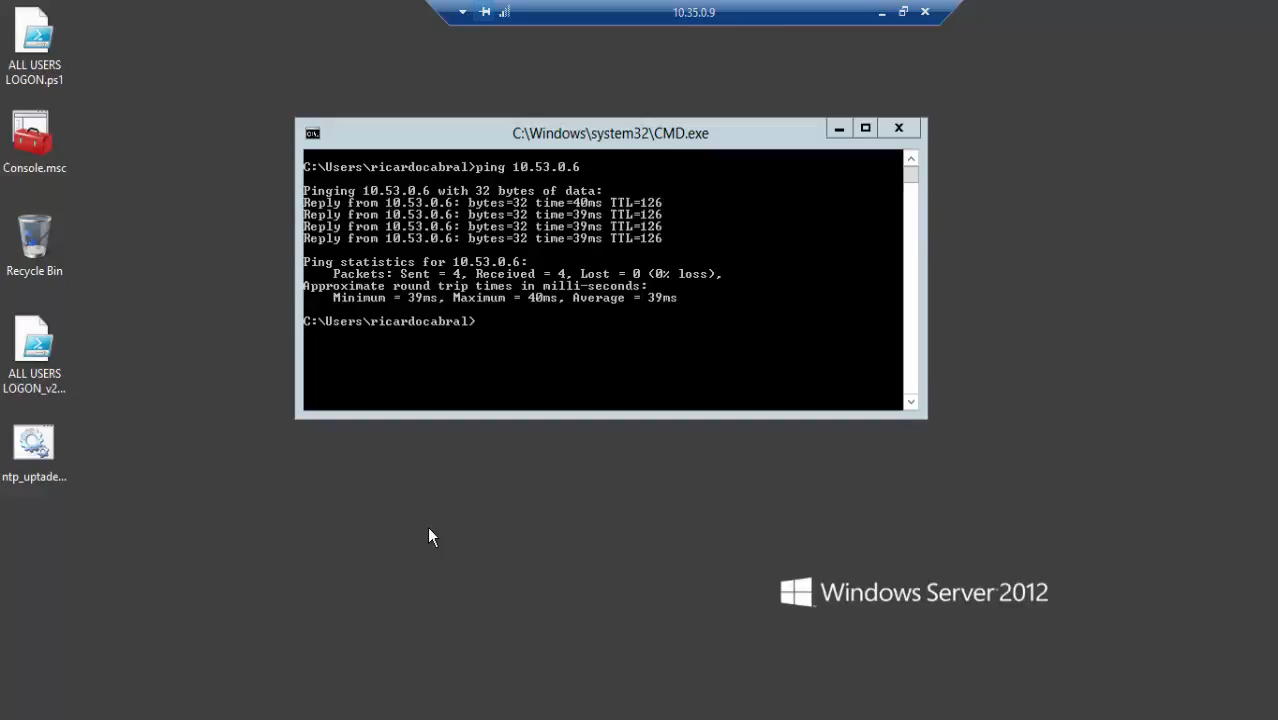 10.35.0.9
ALL USERS
LOGON.ps1
Console.msc
Recycle Bin
ALL USERS
LOGON_v2...
ntp_uptade...
C:\Windows\system32\CMD.exe
C:\Users\ricardocabral>ping 10.53.0.6
Pinging 10.53.0.6 with 32 bytes of data:
Reply from 10.53.0.6: bytes=32 time=40ms TTL=126
Reply from 10.53.0.6: bytes=32 time=39ms TTL=126
Reply from 10.53.0.6: bytes=32 time=39ms TTL=126
Reply from 10.53.0.6: bytes=32 time=39ms TTL=126
Ping statistics for 10.53.0.6:
Packets: Sent = 4, Received = 4, Lost = 0 (0% loss),
Approximate round trip times in milli-seconds:
Minimum = 39ms, Maximum = 40ms, Average = 39ms
C:\Users\ricardocabral>
Windows Server 2012